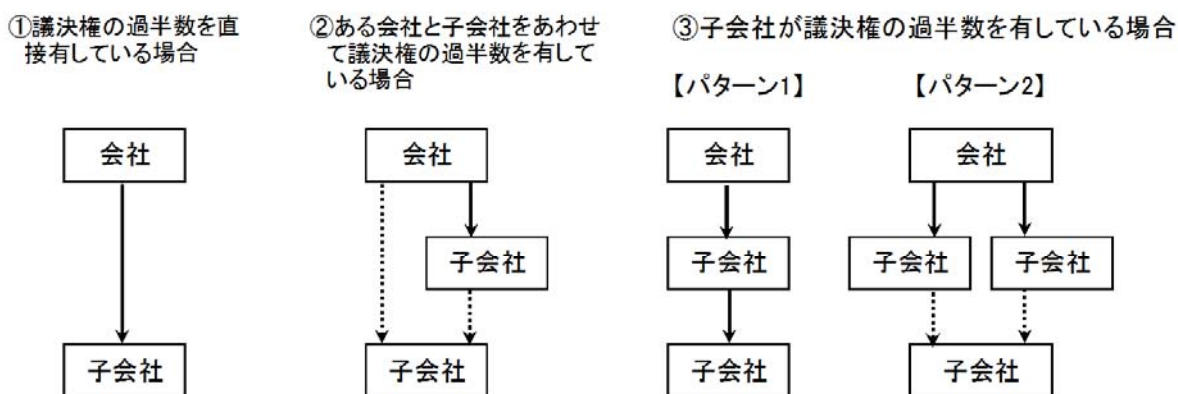 ①議決権の過半数を直
接有している場合
②ある会社と子会社をあわせ
て議決権の過半数を有して
いる場合
③子会社が議決権の過半数を有している場合
【パターン1】
【パターン2】
会社
子会社
会社
子会社
子会社
会社
子会社
子会社
会社
子会社
子会社
子会社